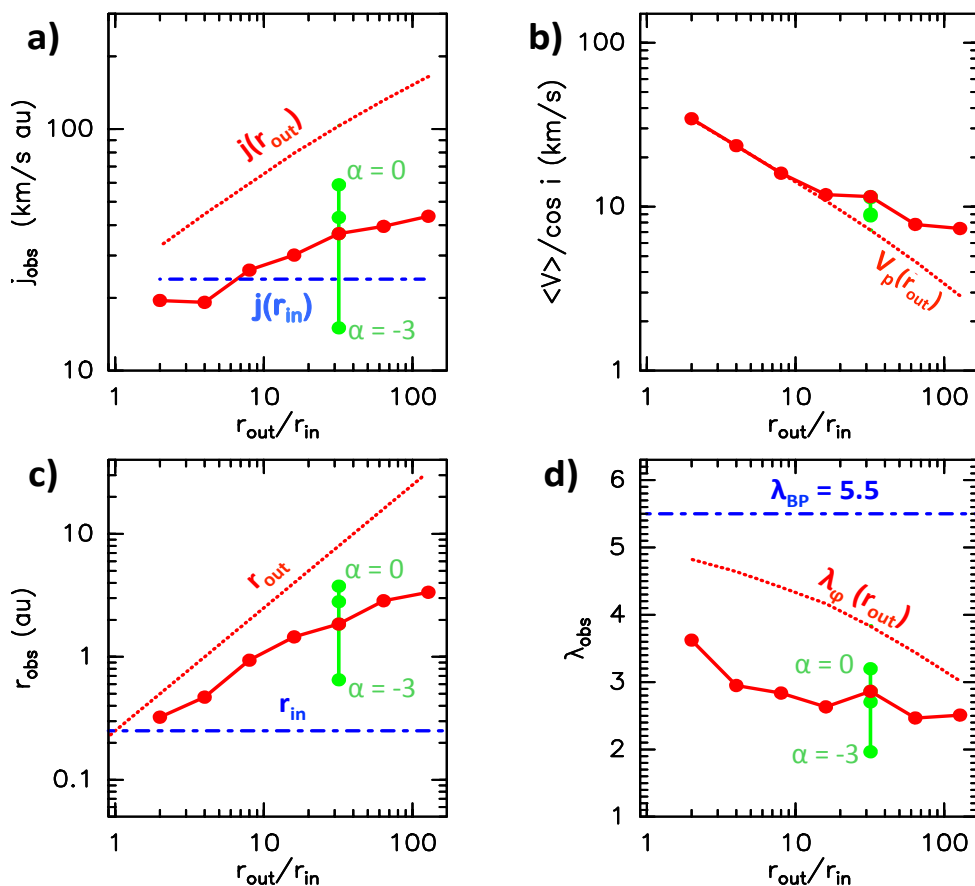 a)
100
10
j_obs (km/s au)
j(r_out)
α = 0
j(r_in)
α = -3
1 10 100
r_out/r_in
b)
100
10
1
<V>/cos i (km/s)
V_p(r_out)
1 10 100
r_out/r_in
c)
10
1
0.1
r_obs (au)
r_out
α = 0
α = -3
r_in
1 10 100
r_out/r_in
d)
6
5
4
3
2
1
λ_obs
λ_BP = 5.5
λ_φ (r_out)
α = 0
α = -3
1 10 100
r_out/r_in